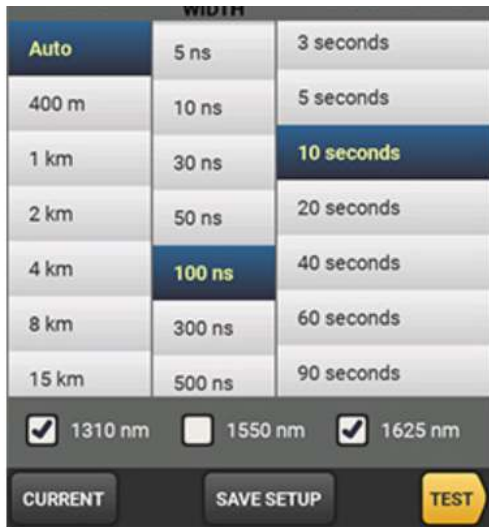 WIDTH
Auto
400 m
1 km
2 km
4 km
8 km
15 km
5 ns
10 ns
30 ns
50 ns
100 ns
300 ns
500 ns
3 seconds
5 seconds
10 seconds
20 seconds
40 seconds
60 seconds
90 seconds
1310 nm 1550 nm 1625 nm
CURRENT SAVE SETUP TEST